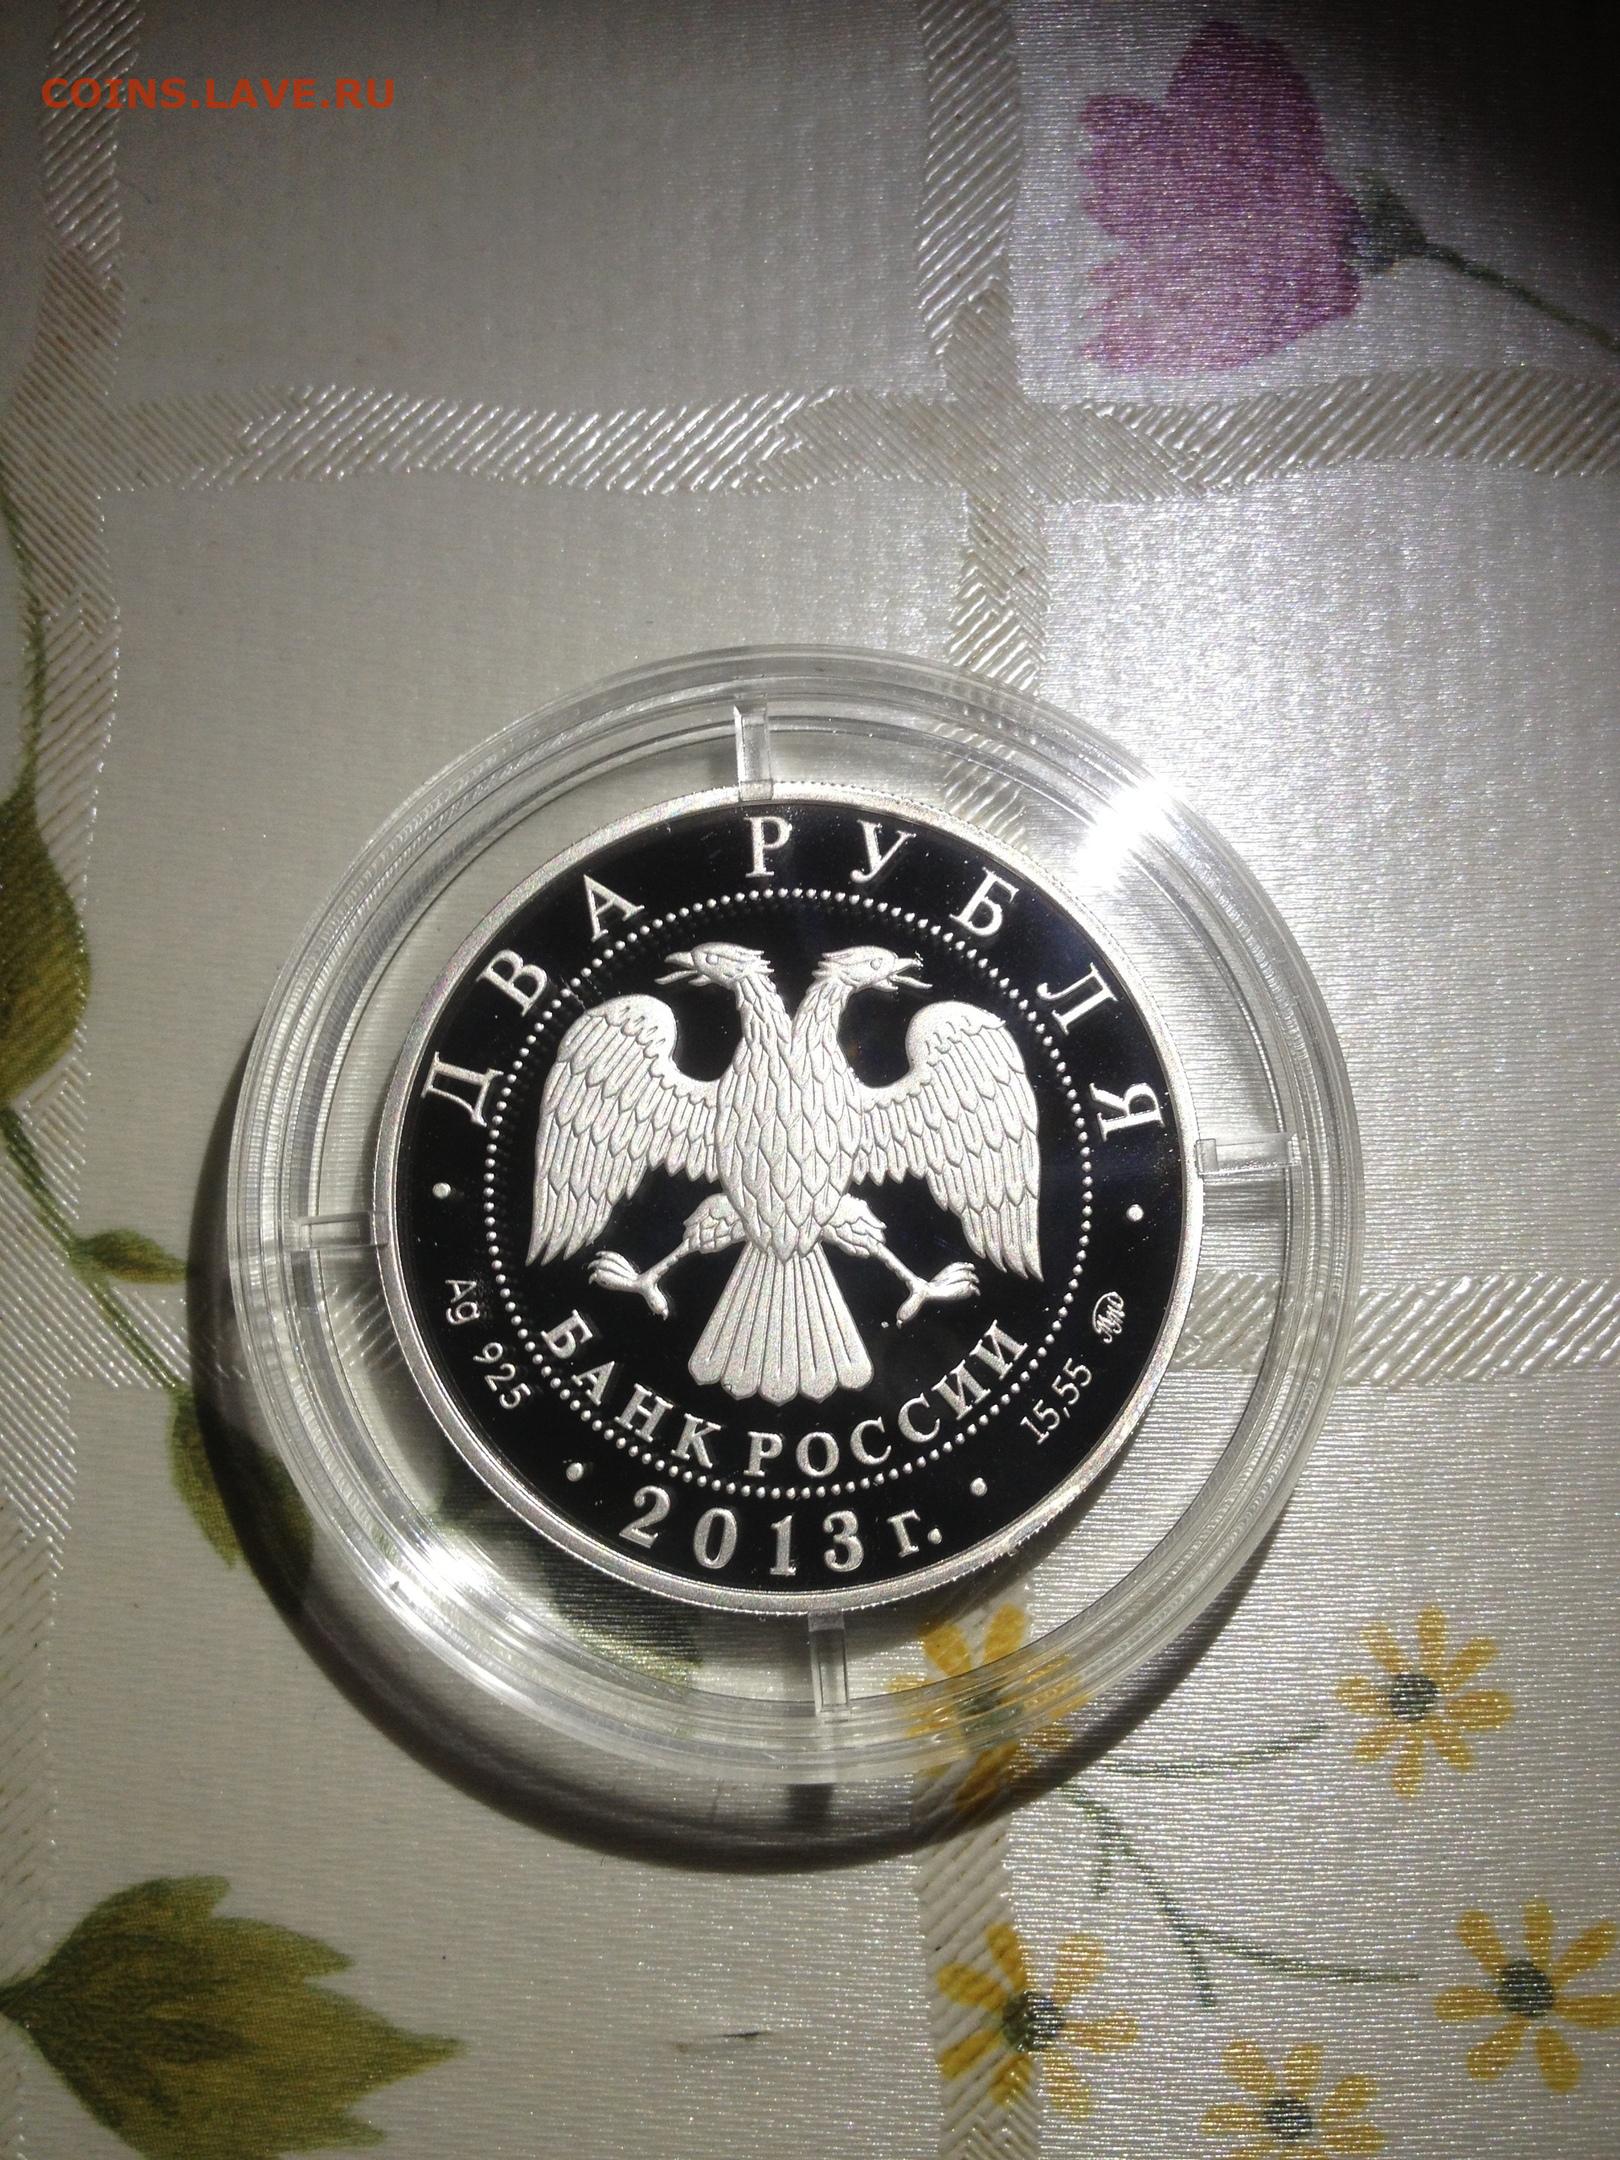 COINS.LAVE.RU
ДВА РУБЛЯ
БАНК РОССИИ
Ag 925
15,55
2013 г.